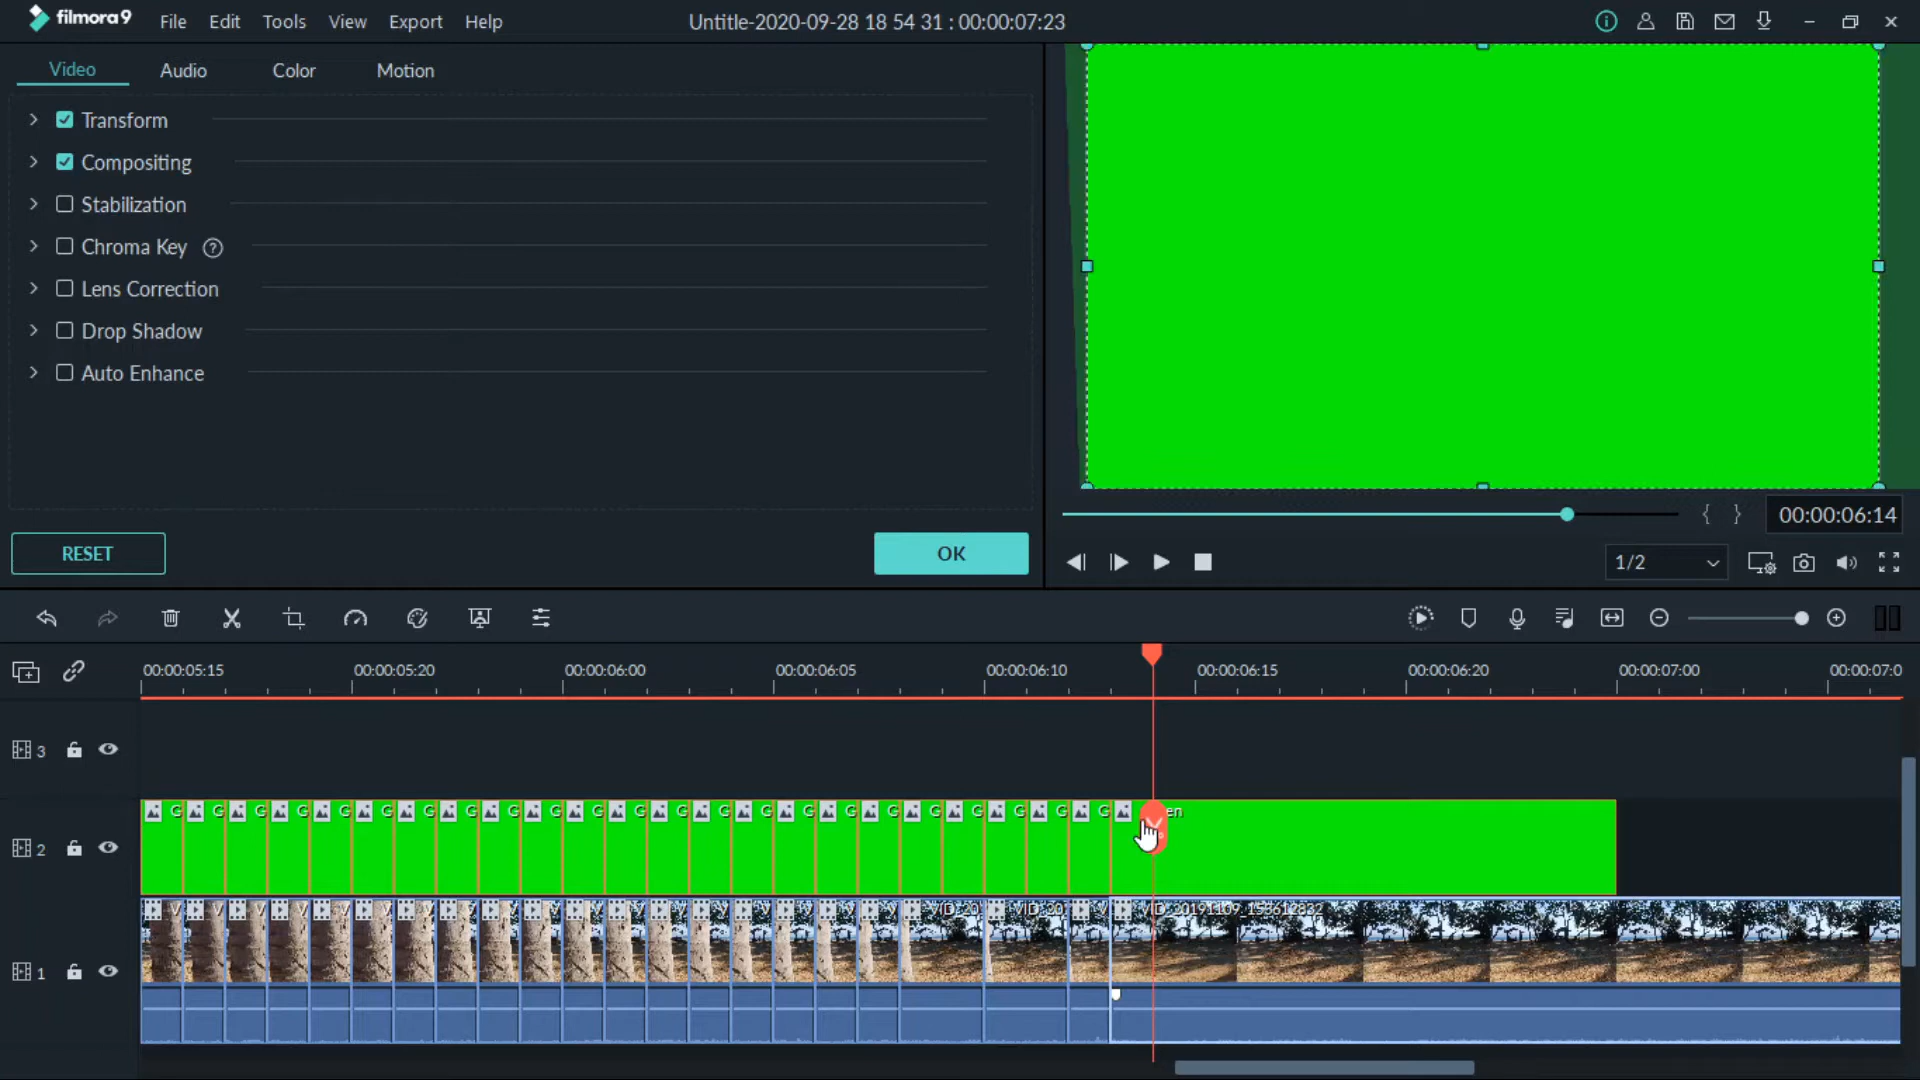 filmora9 File Edit Tools View Export Help Untitle-2020-09-28 18 54 31 : 00:00:07:23
Video Audio Color Motion
Transform
Compositing
Stabilization
Chroma Key ?
Lens Correction
Drop Shadow
Auto Enhance
RESET OK
{ } 00:00:06:14
1/2
00:00:05:15 00:00:05:20 00:00:06:00 00:00:06:05 00:00:06:10 00:00:06:15 00:00:06:20 00:00:07:00 00:00:07:0
3
G G G G G G G G G G G G G G G G G G G G G G G en
2
VID_20 VID_20 V VID_20191109_153612832
1